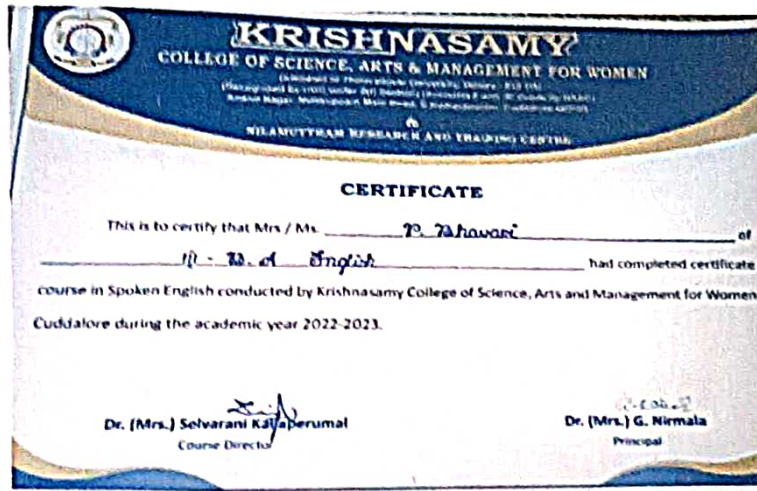 KRISHNASAMY
COLLEGE OF SCIENCE, ARTS & MANAGEMENT FOR WOMEN
&
NILAMUTTRAM RESEARCH AND TRAINING CENTRE
CERTIFICATE
This is to certify that Mrs / Ms. P. Bhavani of
B. A English had completed certificate
course in Spoken English conducted by Krishnasamy College of Science, Arts and Management for Women
Cuddalore during the academic year 2022-2023.
Dr. (Mrs.) Selvarani Kaliaperumal
Course Director
Dr. (Mrs.) G. Nirmala
Principal